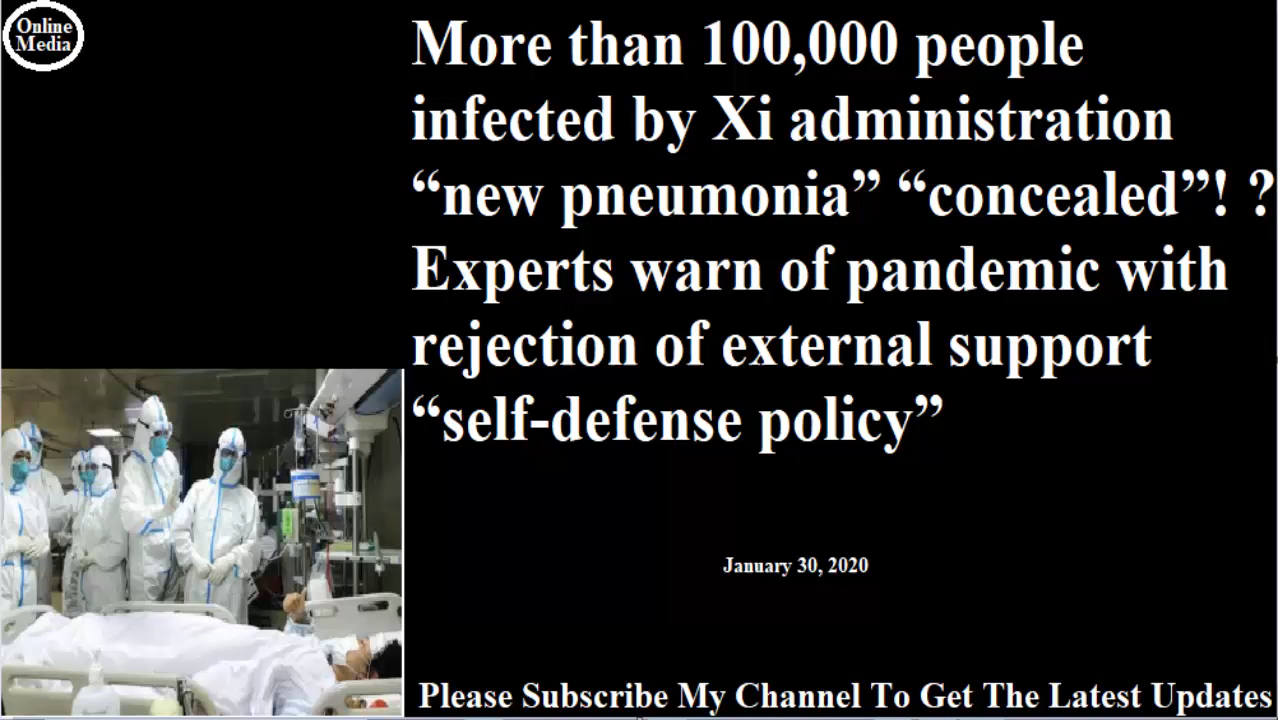 Online
Media
More than 100,000 people
infected by Xi administration
“new pneumonia” “concealed”! ?
Experts warn of pandemic with
rejection of external support
“self-defense policy”
January 30, 2020
Please Subscribe My Channel To Get The Latest Updates